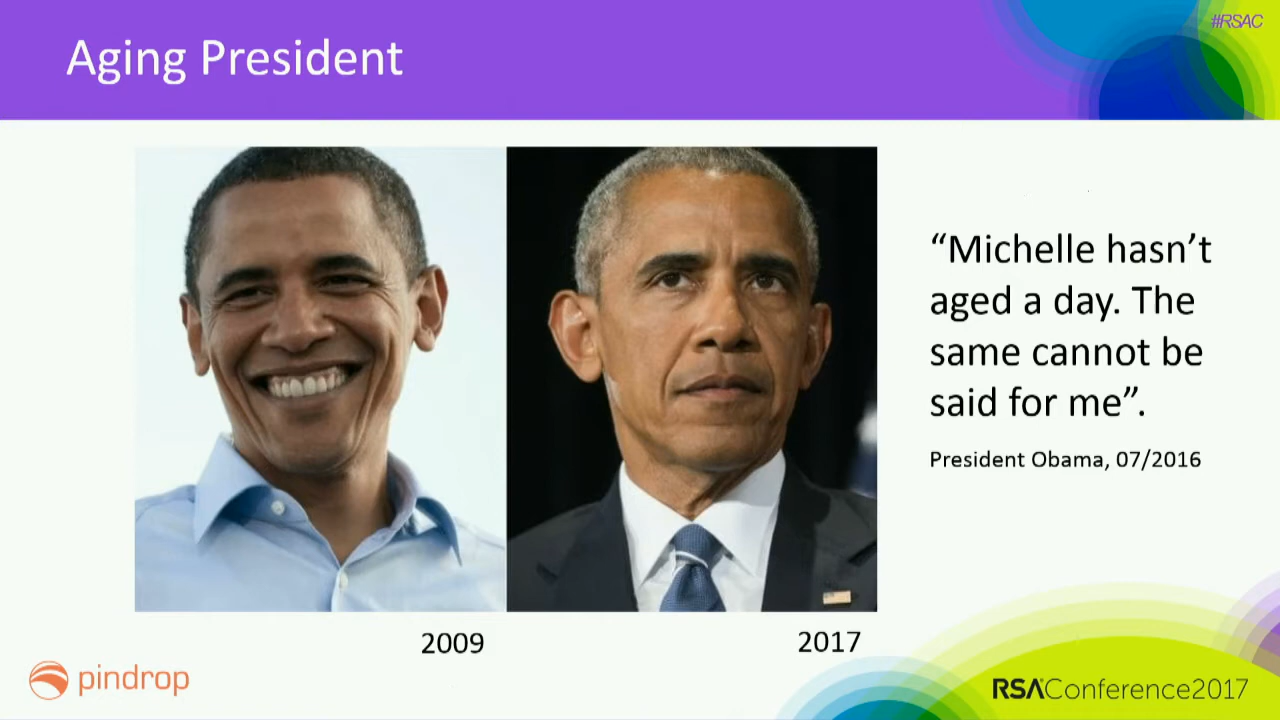 #RSAC
Aging President
“Michelle hasn’t
aged a day. The
same cannot be
said for me”.
President Obama, 07/2016
2009
2017
pindrop
RSAConference2017